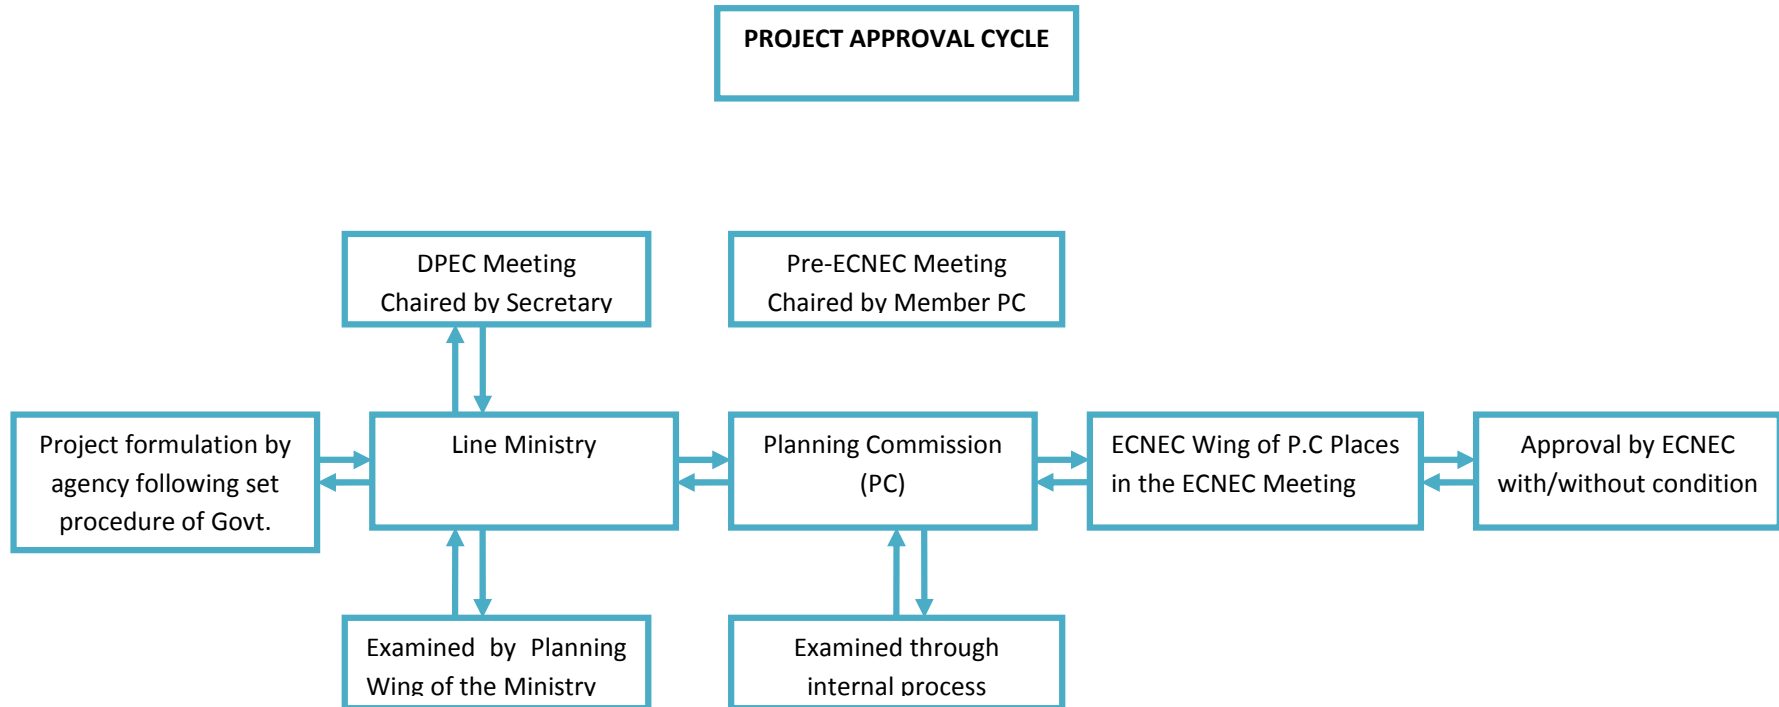 PROJECT APPROVAL CYCLE
DPEC Meeting
Chaired by Secretary
Pre-ECNEC Meeting
Chaired by Member PC
Project formulation by
agency following set
procedure of Govt.
Line Ministry
Planning Commission
(PC)
ECNEC Wing of P.C Places
in the ECNEC Meeting
Approval by ECNEC
with/without condition
Examined by Planning
Wing of the Ministry
Examined through
internal process